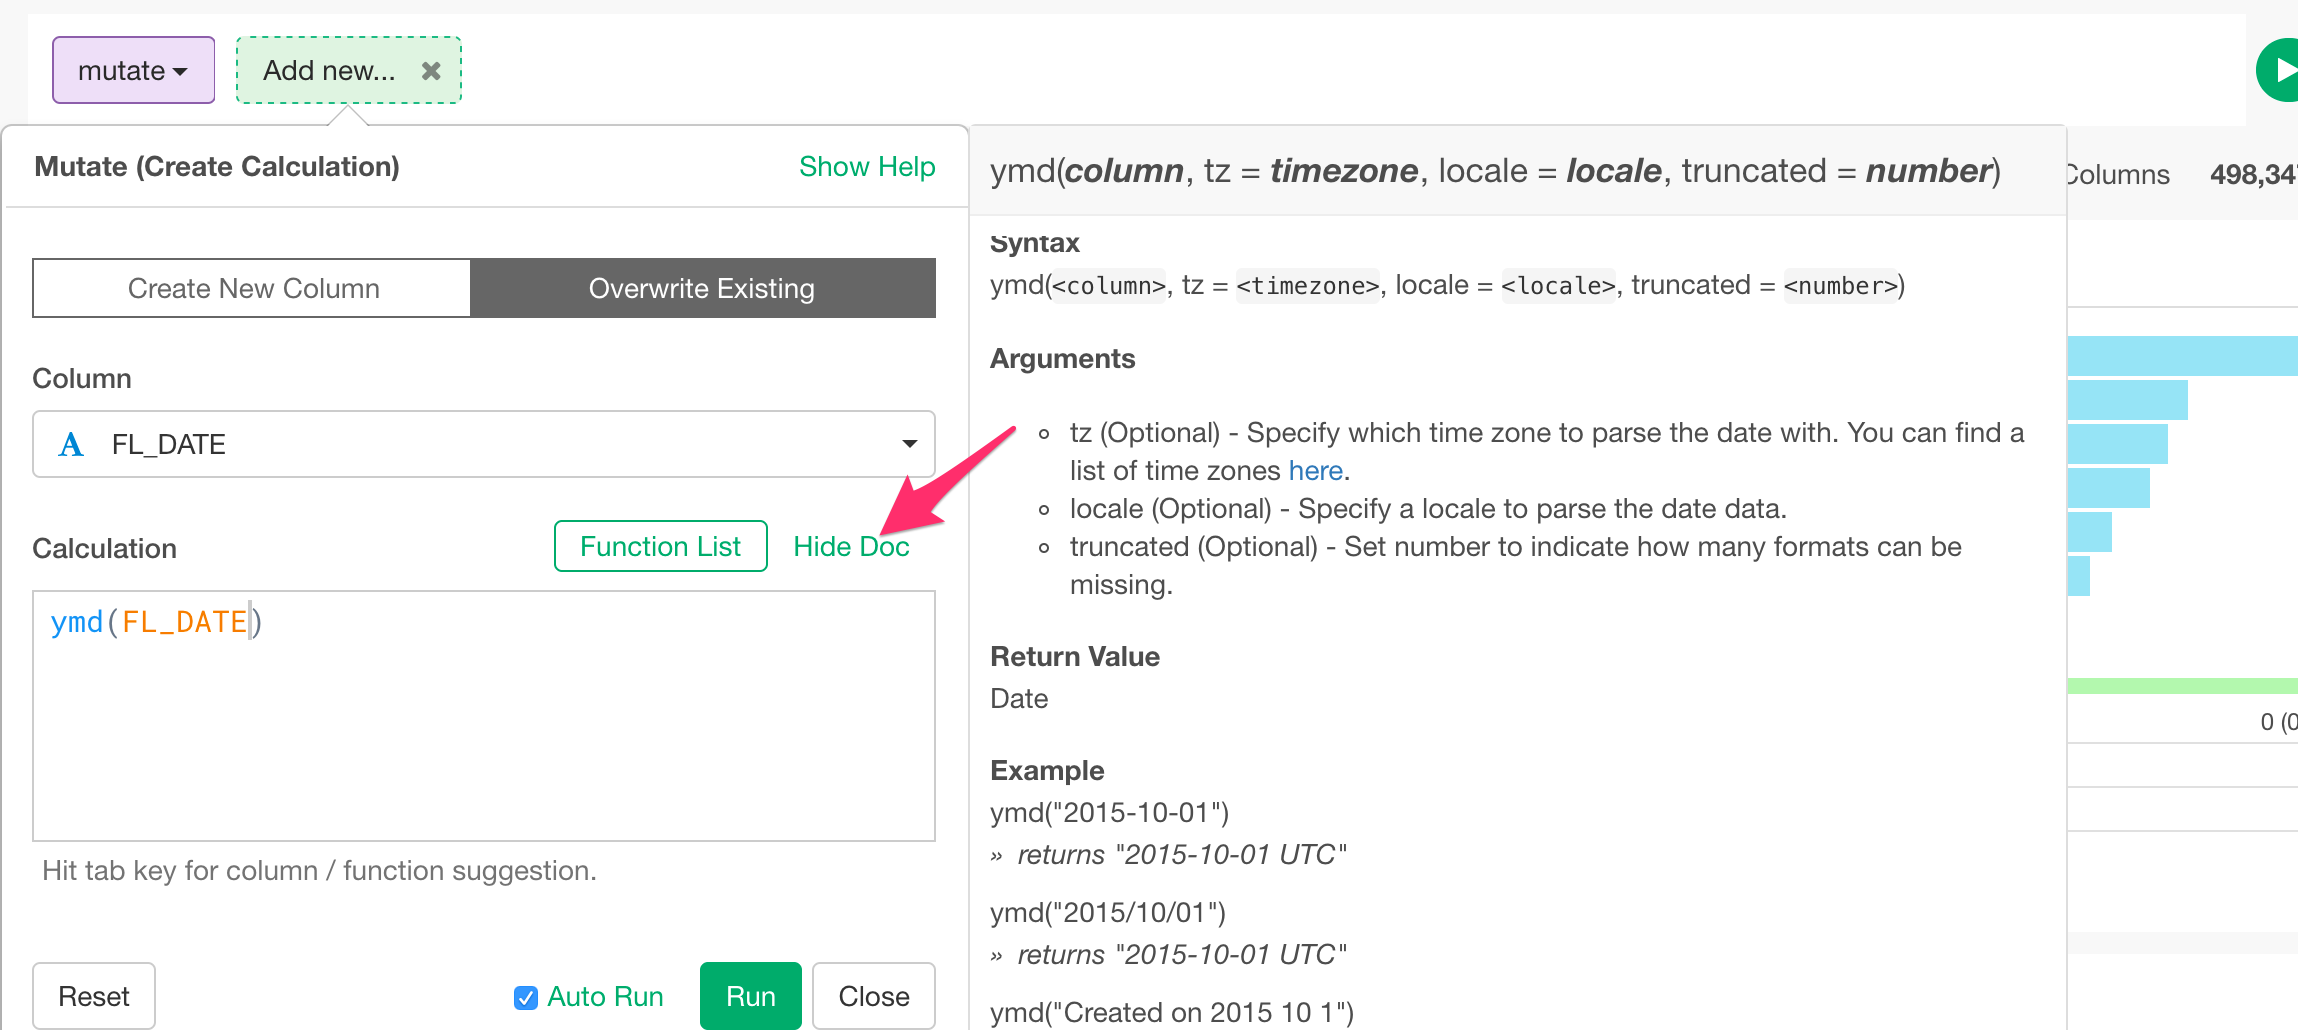 mutate
Add new...
Mutate (Create Calculation)
Show Help
Create New Column
Overwrite Existing
Column
A FL_DATE
Calculation
Function List
Hide Doc
ymd(FL_DATE)
Hit tab key for column / function suggestion.
Reset
Auto Run
Run
Close
ymd(column, tz = timezone, locale = locale, truncated = number)
Syntax
ymd(<column>, tz = <timezone>, locale = <locale>, truncated = <number>)
Arguments
tz (Optional) - Specify which time zone to parse the date with. You can find a
list of time zones here.
locale (Optional) - Specify a locale to parse the date data.
truncated (Optional) - Set number to indicate how many formats can be
missing.
Return Value
Date
Example
ymd("2015-10-01")
» returns "2015-10-01 UTC"
ymd("2015/10/01")
» returns "2015-10-01 UTC"
ymd("Created on 2015 10 1")
Columns
498,34
0 (0